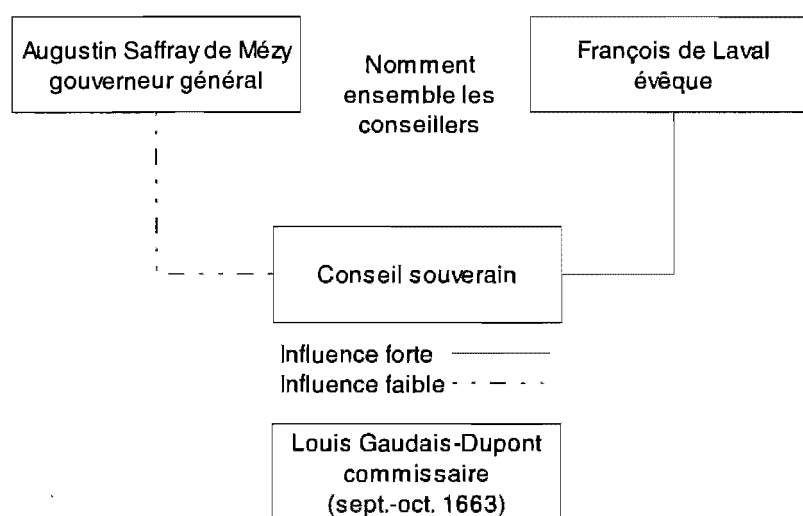 Augustin Saffray de Mézy
gouverneur général
Nomment
ensemble les
conseillers
François de Laval
évêque
Conseil souverain
Influence forte
Influence faible
Louis Gaudais-Dupont
commissaire
(sept.-oct. 1663)